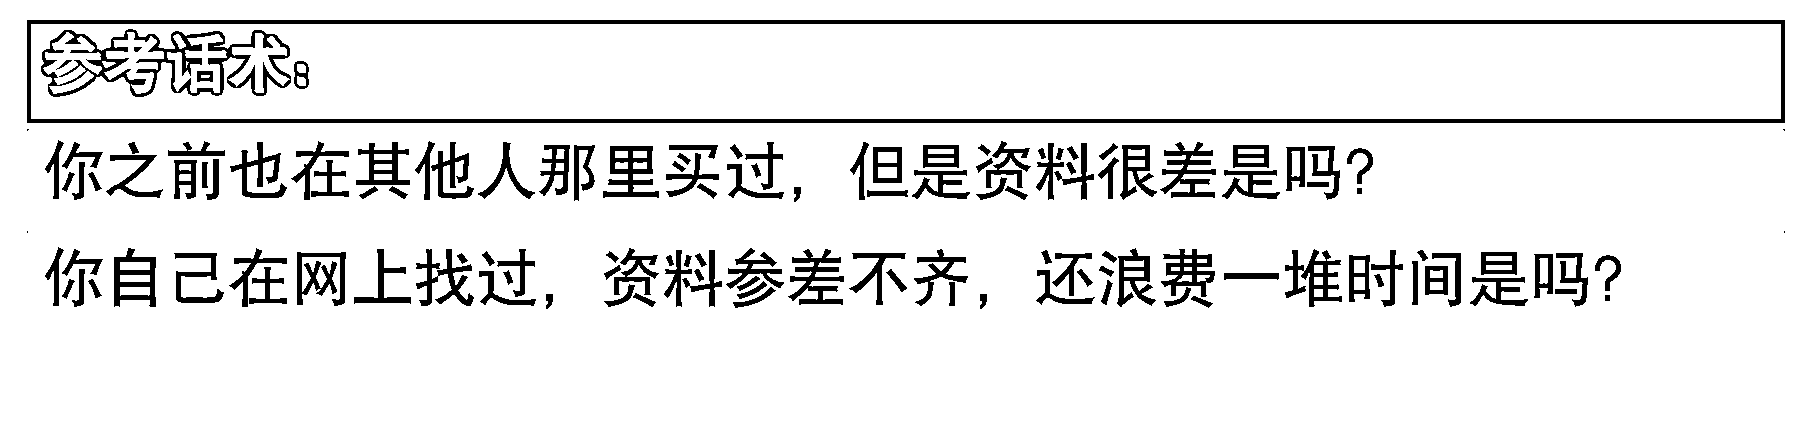 参考话术:
你之前也在其他人那里买过，但是资料很差是吗?
你自己在网上找过，资料参差不齐，还浪费一堆时间是吗?